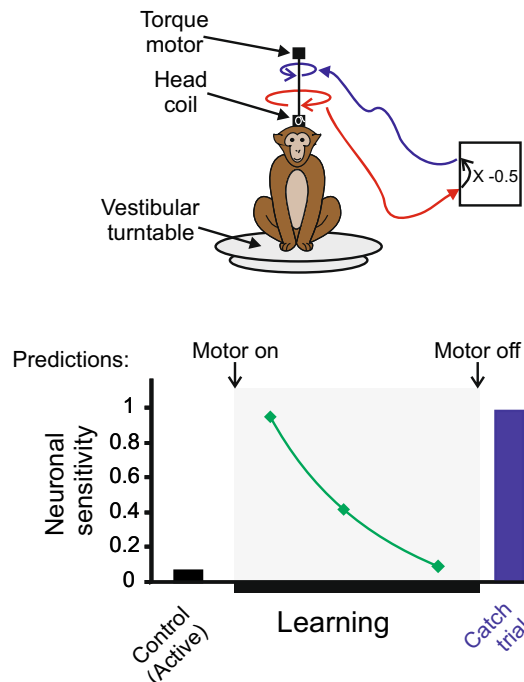 Torque
motor
Head
coil
X -0.5
Vestibular
turntable
Predictions:
Motor on
Motor off
Neuronal
sensitivity
1
0.8
0.6
0.4
0.2
0
Control
(Active)
Learning
Catch
trial